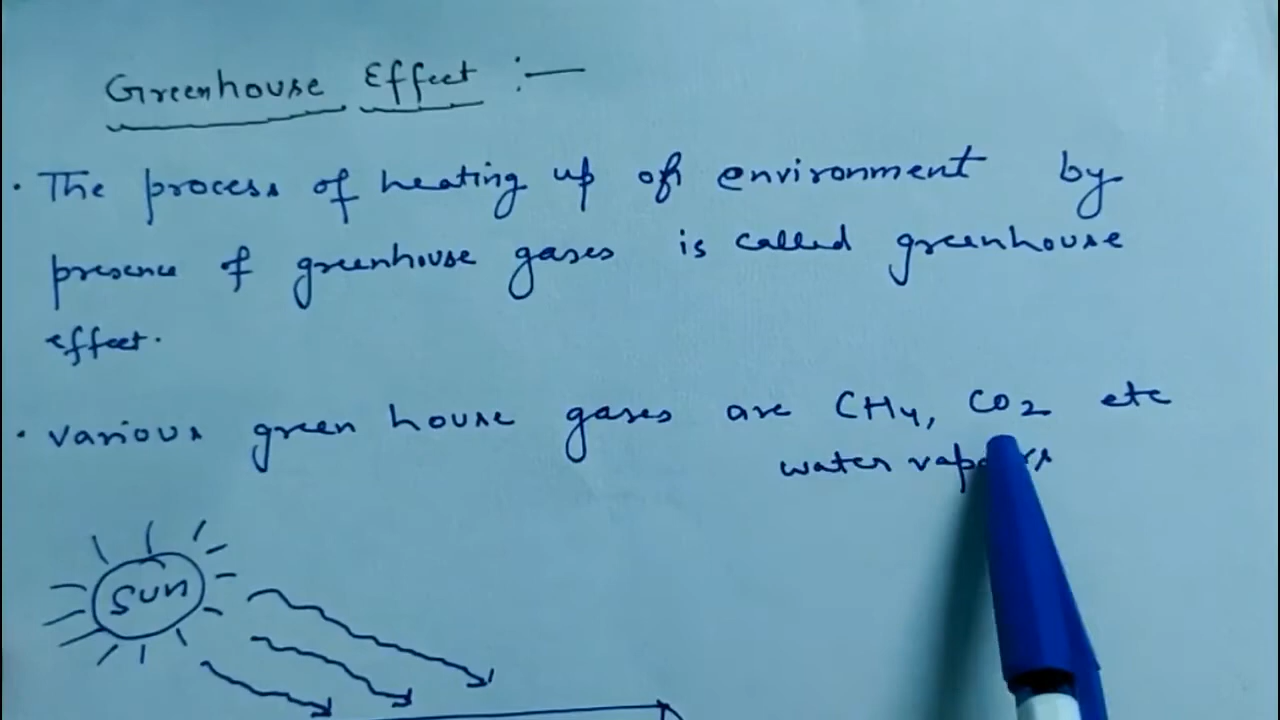 Greenhouse Effect :—
• The process of heating up of environment by
presence of greenhouse gases is called greenhouse
effect.
• Various green house gases are CH4, CO2 etc
water vapours
Sun